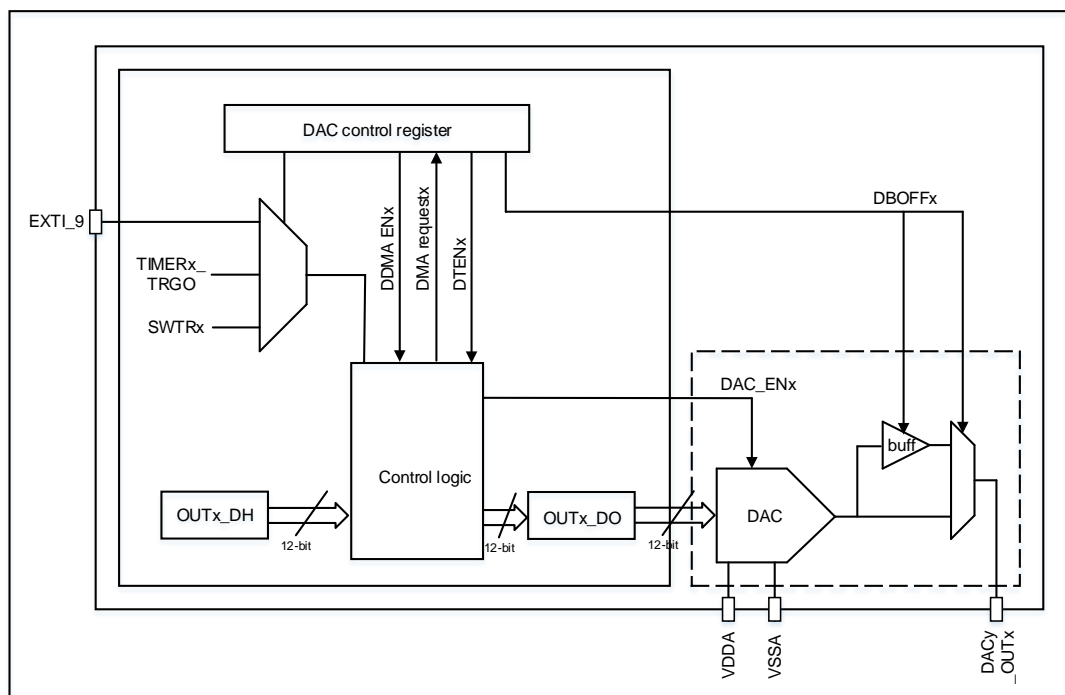 DAC control register
EXTI_9
TIMERx_
TRGO
SWTRx
DDMA ENx
DMA requestx
DTENx
DBOFFx
DAC_ENx
buff
Control logic
OUTx_DH
12-bit
12-bit
OUTx_DO
12-bit
DAC
VDDA
VSSA
DACy
_OUTx